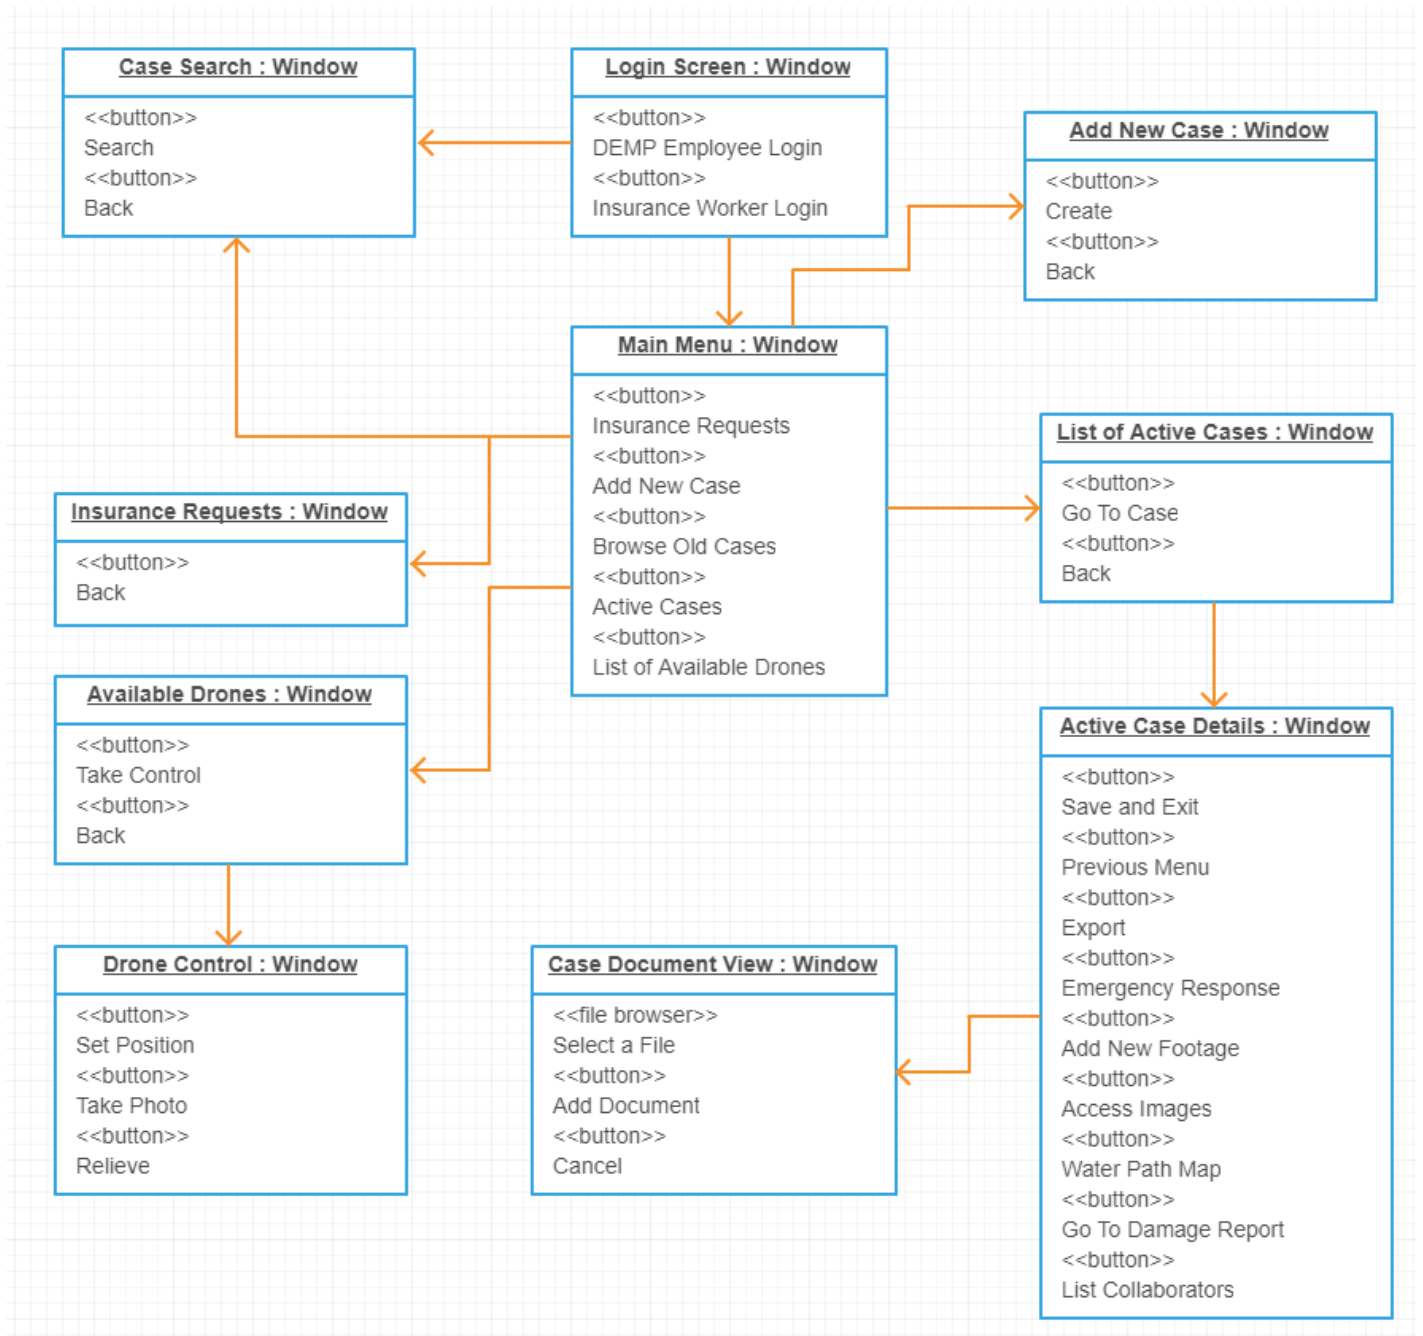 Case Search : Window
<<button>>
Search
<<button>>
Back
Login Screen : Window
<<button>>
DEMP Employee Login
<<button>>
Insurance Worker Login
Add New Case : Window
<<button>>
Create
<<button>>
Back
Main Menu : Window
<<button>>
Insurance Requests
<<button>>
Add New Case
<<button>>
Browse Old Cases
<<button>>
Active Cases
<<button>>
List of Available Drones
List of Active Cases : Window
<<button>>
Go To Case
<<button>>
Back
Insurance Requests : Window
<<button>>
Back
Available Drones : Window
<<button>>
Take Control
<<button>>
Back
Active Case Details : Window
<<button>>
Save and Exit
<<button>>
Previous Menu
<<button>>
Export
<<button>>
Emergency Response
<<button>>
Add New Footage
<<button>>
Access Images
<<button>>
Water Path Map
<<button>>
Go To Damage Report
<<button>>
List Collaborators
Drone Control : Window
<<button>>
Set Position
<<button>>
Take Photo
<<button>>
Relieve
Case Document View : Window
<<file browser>>
Select a File
<<button>>
Add Document
<<button>>
Cancel